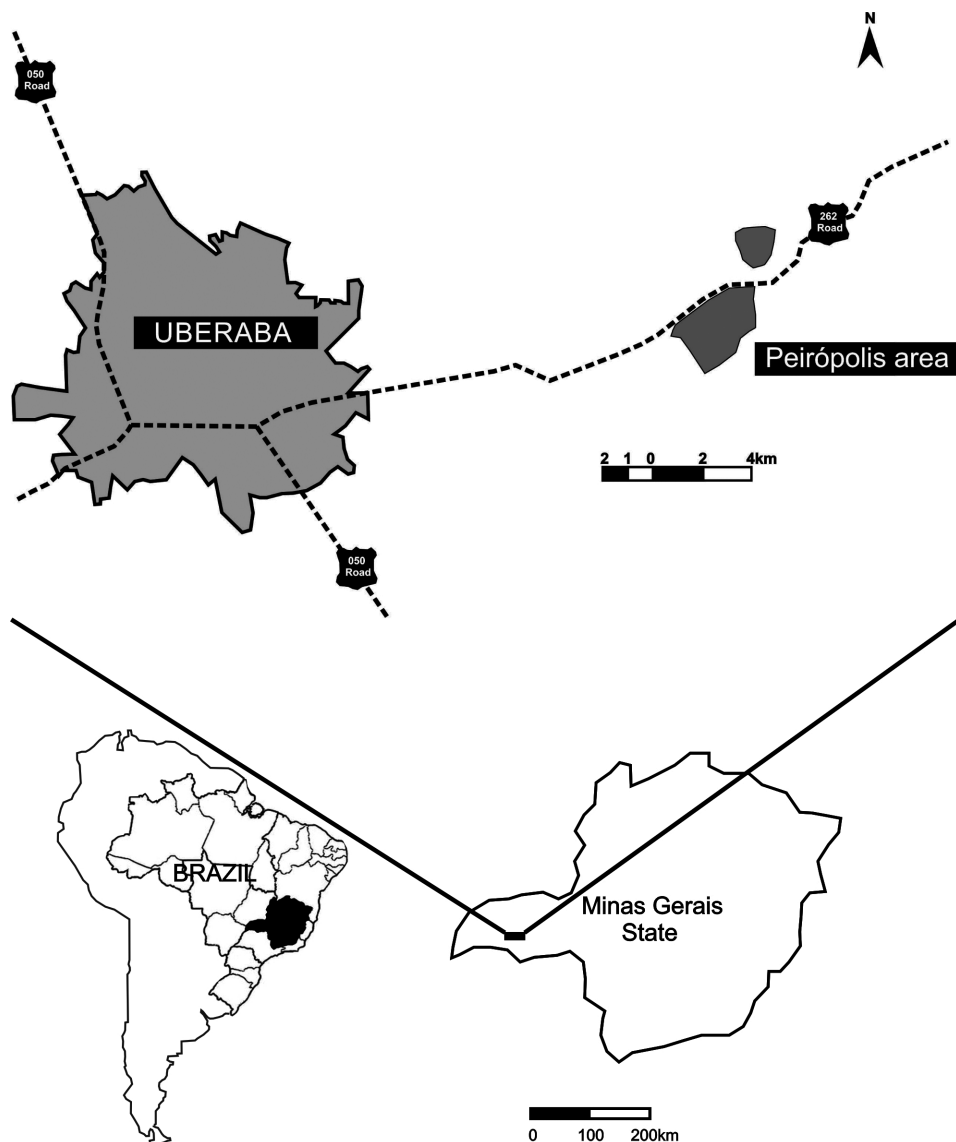 N
050
Road
262
Road
UBERABA
Peirópolis area
2 1 0 2 4km
050
Road
BRAZIL
Minas Gerais
State
0 100 200km